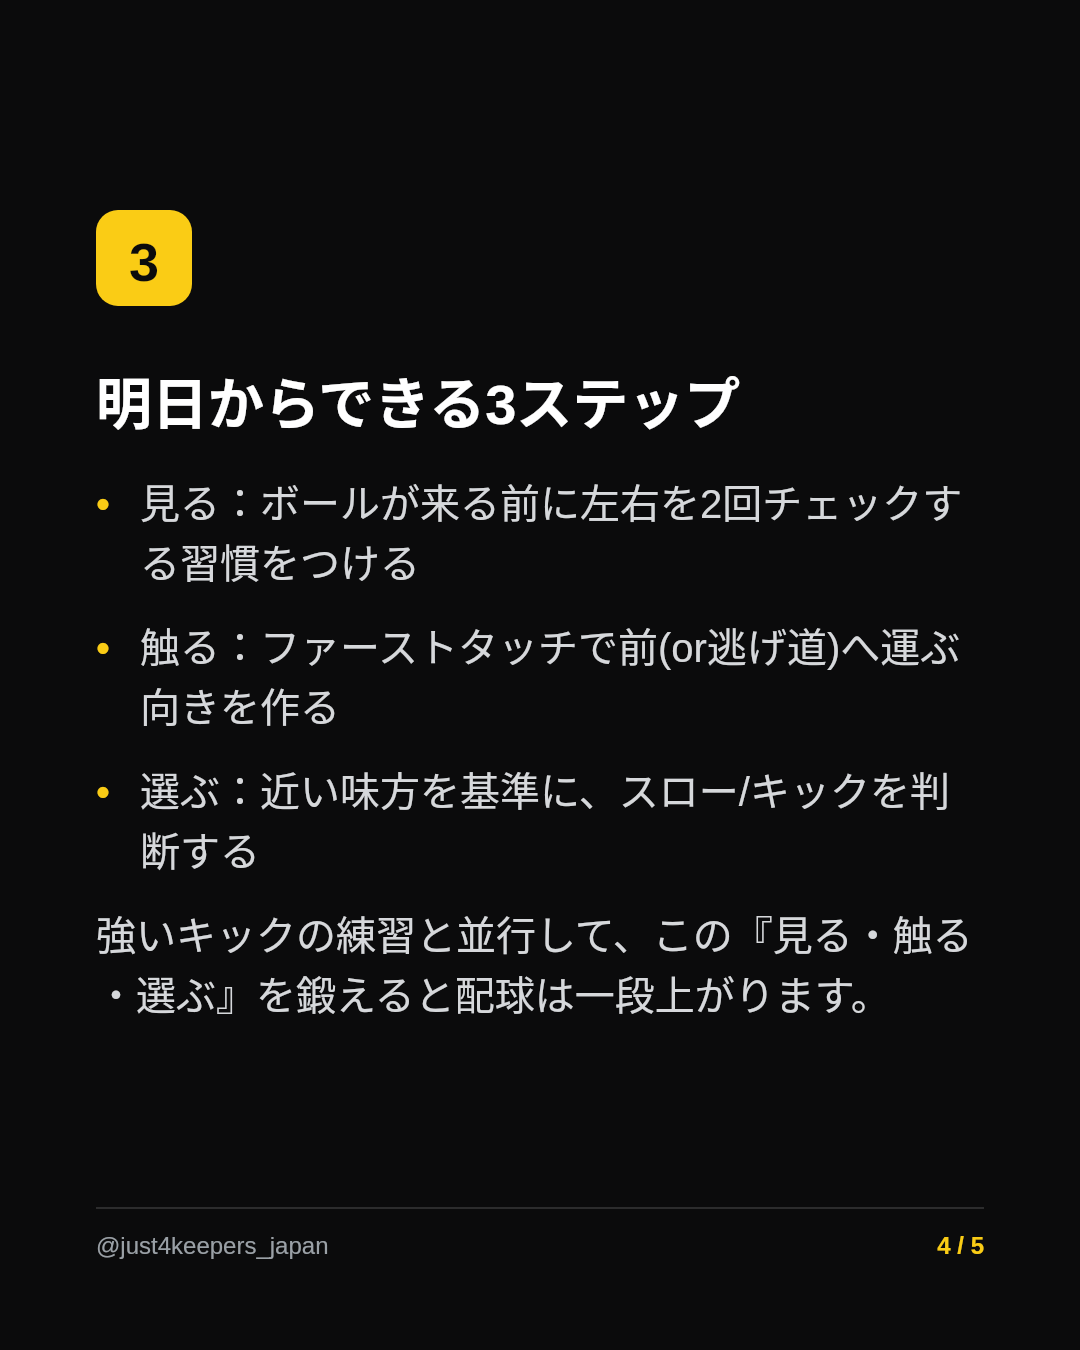 3
明日からできる3ステップ
• 見る：ボールが来る前に左右を2回チェックす
る習慣をつける
• 触る：ファーストタッチで前(or逃げ道)へ運ぶ
向きを作る
• 選ぶ：近い味方を基準に、スロー/キックを判
断する
強いキックの練習と並行して、この『見る・触る
・選ぶ』を鍛えると配球は一段上がります。
@just4keepers_japan
4 / 5